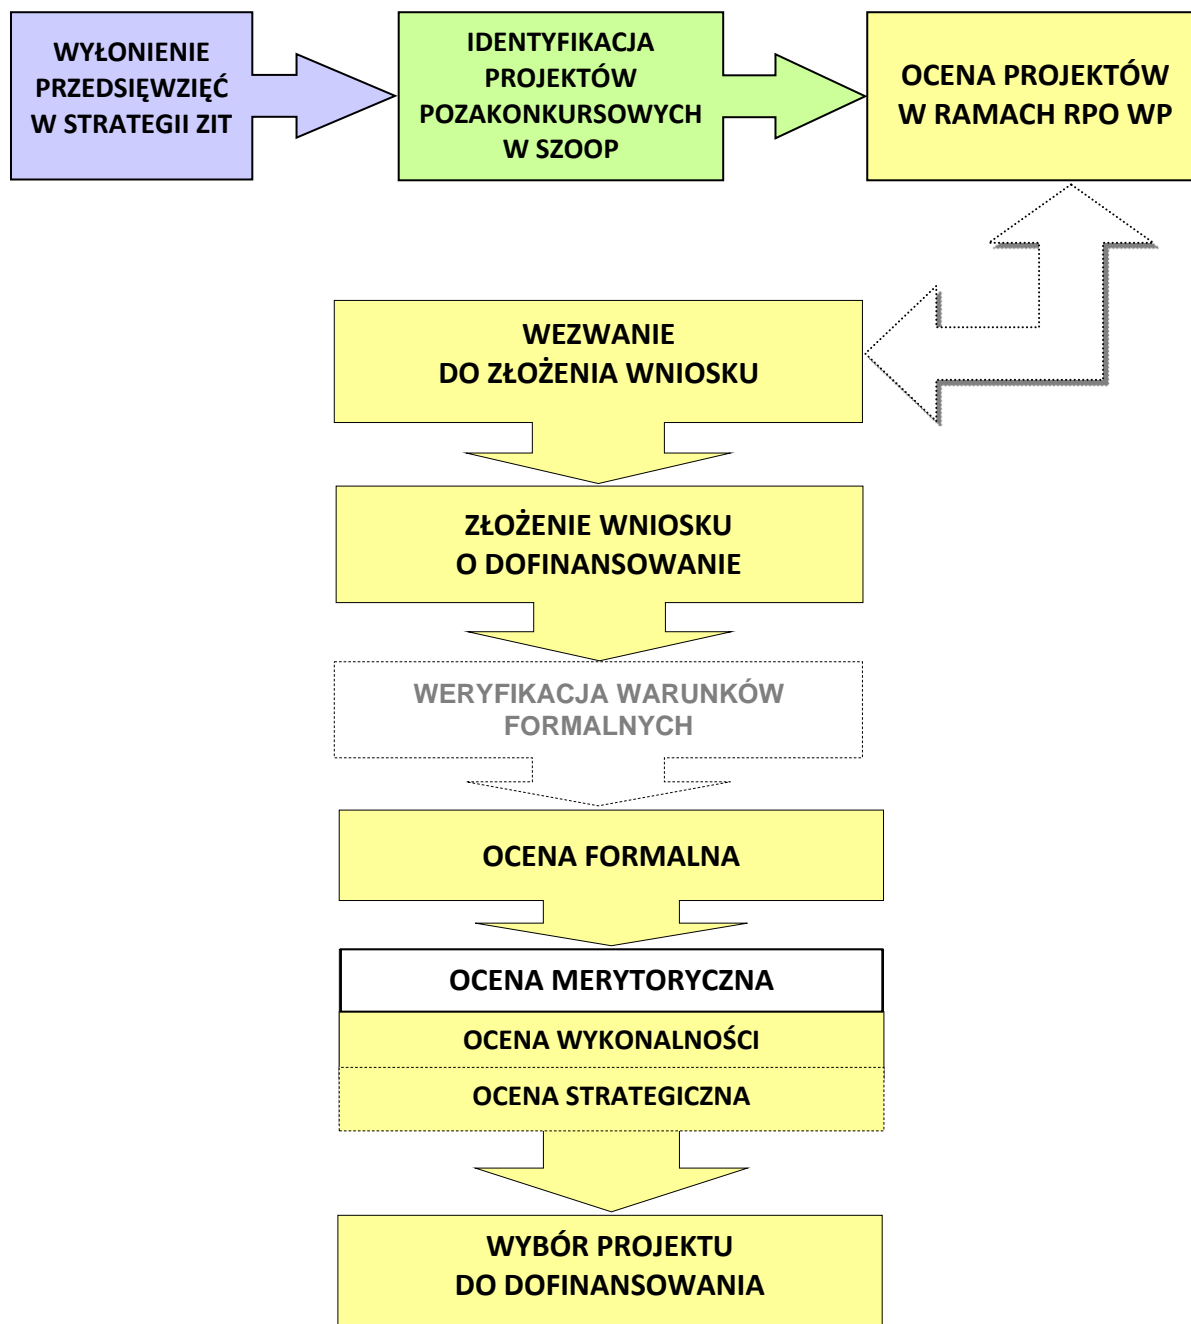 WYŁONIENIE
PRZEDSIĘWZIĘĆ
W STRATEGII ZIT
IDENTYFIKACJA
PROJEKTÓW
POZAKONKURSOWYCH
W SZOOP
OCENA PROJEKTÓW
W RAMACH RPO WP
WEZWANIE
DO ZŁOŻENIA WNIOSKU
ZŁOŻENIE WNIOSKU
O DOFINANSOWANIE
WERYFIKACJA WARUNKÓW
FORMALNYCH
OCENA FORMALNA
OCENA MERYTORYCZNA
OCENA WYKONALNOŚCI
OCENA STRATEGICZNA
WYBÓR PROJEKTU
DO DOFINANSOWANIA